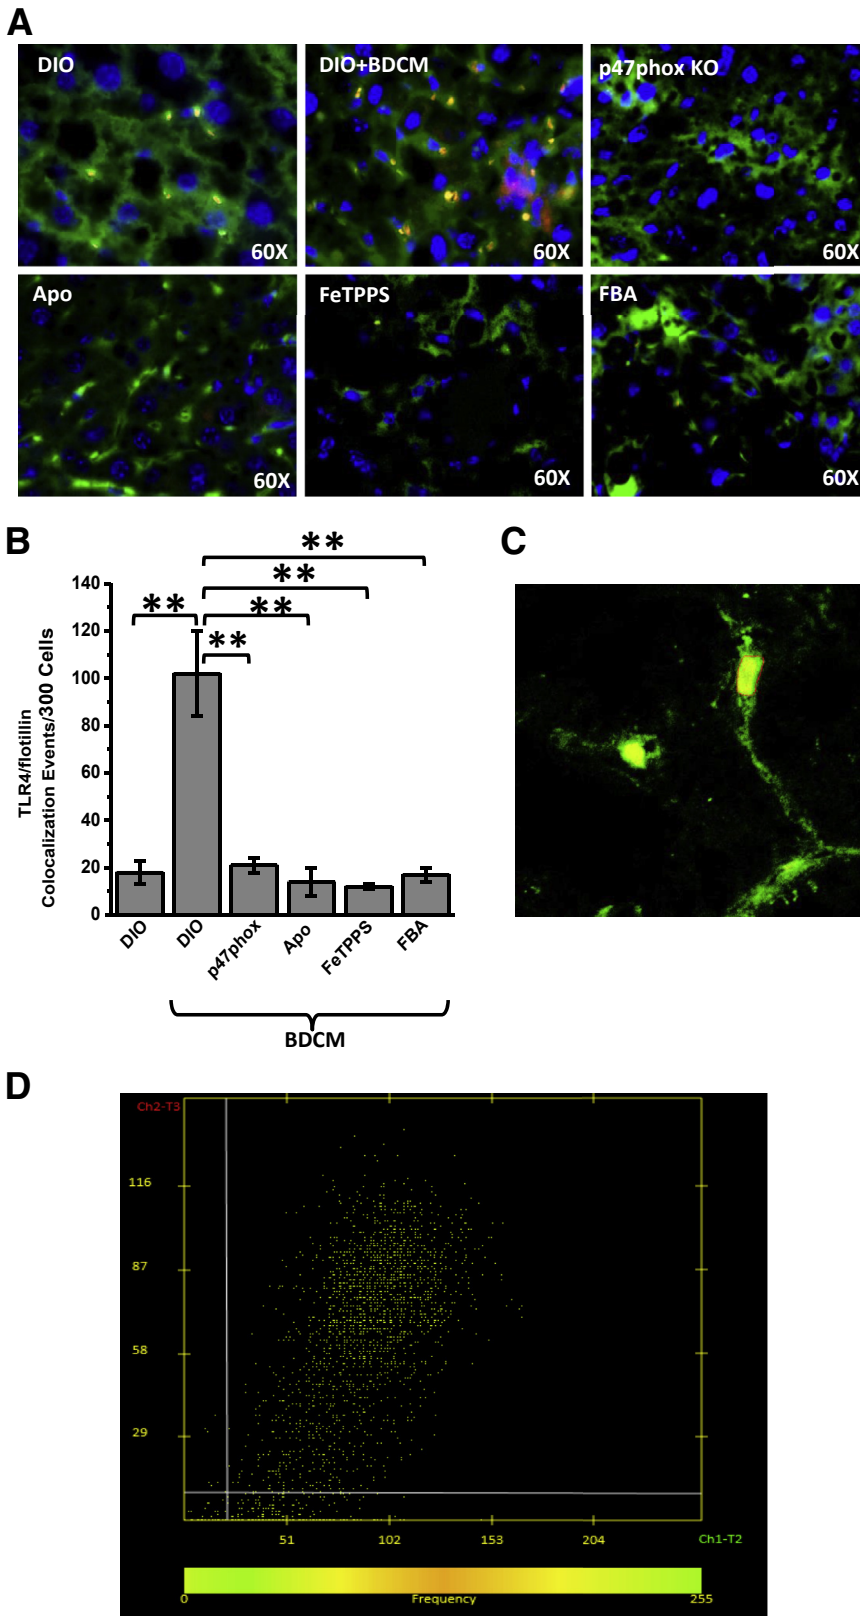 A
DIO
DIO+BDCM
p47phox KO
60X
60X
60X
Apo
FeTPPS
FBA
60X
60X
60X
B
C
**
**
**
**
**
TLR4/flotillin
Colocalization Events/300 Cells
140
120
100
80
60
40
20
0
DIO
DIO
p47phox
Apo
FeTPPS
FBA
BDCM
D
Ch2-T3
116
87
58
29
51
102
153
204
Ch1-T2
0
Frequency
255